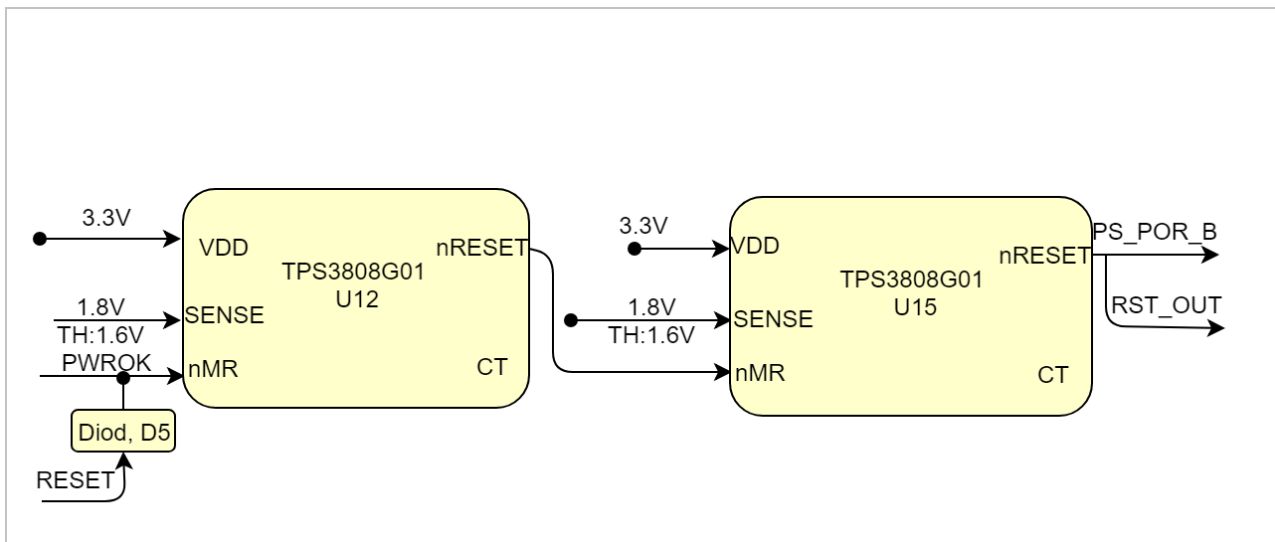 3.3V
VDD
nRESET
TPS3808G01
U12
1.8V
SENSE
TH:1.6V
PWROK
nMR
CT
Diod, D5
RESET
3.3V
VDD
PS_POR_B
nRESET
TPS3808G01
U15
1.8V
SENSE
TH:1.6V
RST_OUT
nMR
CT